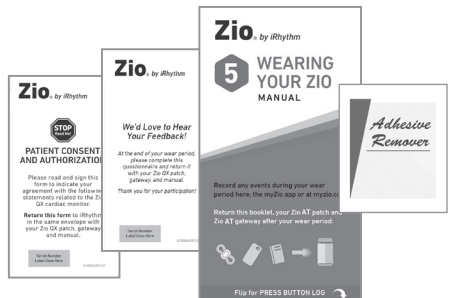 Zio® by iRhythm
STOP
Read Me!
PATIENT CONSENT
AND AUTHORIZATION
Please read and sign this
form to indicate your
agreement with the following
statements related to the Zio
QX cardiac monitor.
Return this form to iRhythm
in the same envelope with
your Zio QX patch, gateway
and manual.
Serial Number
Label Goes Here
Zio® by iRhythm
We'd Love to Hear
Your Feedback!
At the end of your wear period,
please complete this
questionnaire and return it
with your Zio QX patch,
gateway, and manual.
Thank you for your participation!
Serial Number
Label Goes Here
Zio® by iRhythm
5
WEARING
YOUR ZIO
MANUAL
Record any events during your wear
period here, the myZio app or at myzio.co
Return this booklet, your Zio AT patch and
Zio AT gateway after your wear period:
Flip for PRESS BUTTON LOG
Adhesive
Remover